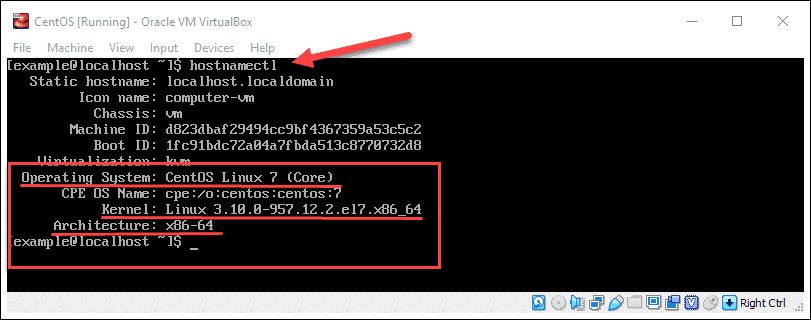 CentOS [Running] - Oracle VM VirtualBox
File Machine View Input Devices Help
[example@localhost ~]$ hostnamectl
Static hostname: localhost.localdomain
Icon name: computer-vm
Chassis: vm
Machine ID: d823dbaf29494cc9bf4367359a53c5c2
Boot ID: 1fc91bdc72a04a7fbda513c8770732d8
Virtualization: kvm
Operating System: CentOS Linux 7 (Core)
CPE OS Name: cpe:/o:centos:centos:7
Kernel: Linux 3.10.0-957.12.2.el7.x86_64
Architecture: x86-64
[example@localhost ~]$ _
Right Ctrl